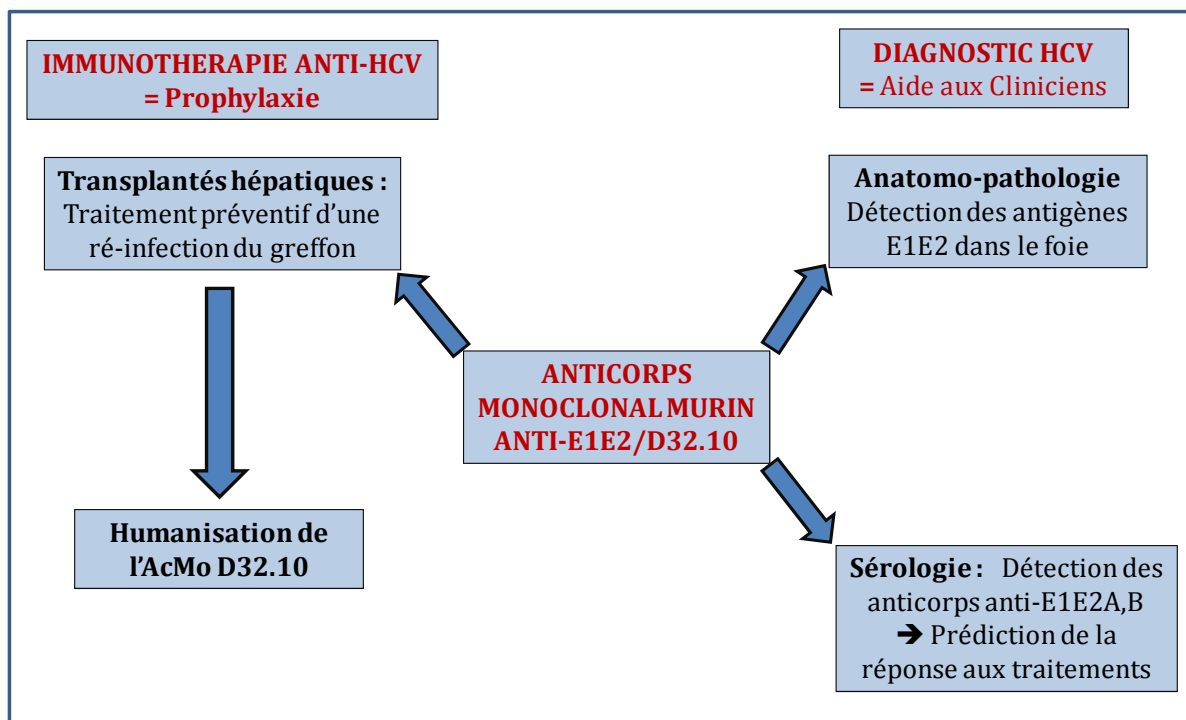 IMMUNOTHERAPIE ANTI-HCV
= Prophylaxie
DIAGNOSTIC HCV
= Aide aux Cliniciens
Transplantés hépatiques :
Traitement préventif d’une
ré-infection du greffon
Anatomo-pathologie
Détection des antigènes
E1E2 dans le foie
ANTICORPS
MONOCLONAL MURIN
ANTI-E1E2/D32.10
Humanisation de
l’AcMo D32.10
Sérologie : Détection des
anticorps anti-E1E2A,B
➔ Prédiction de la
réponse aux traitements